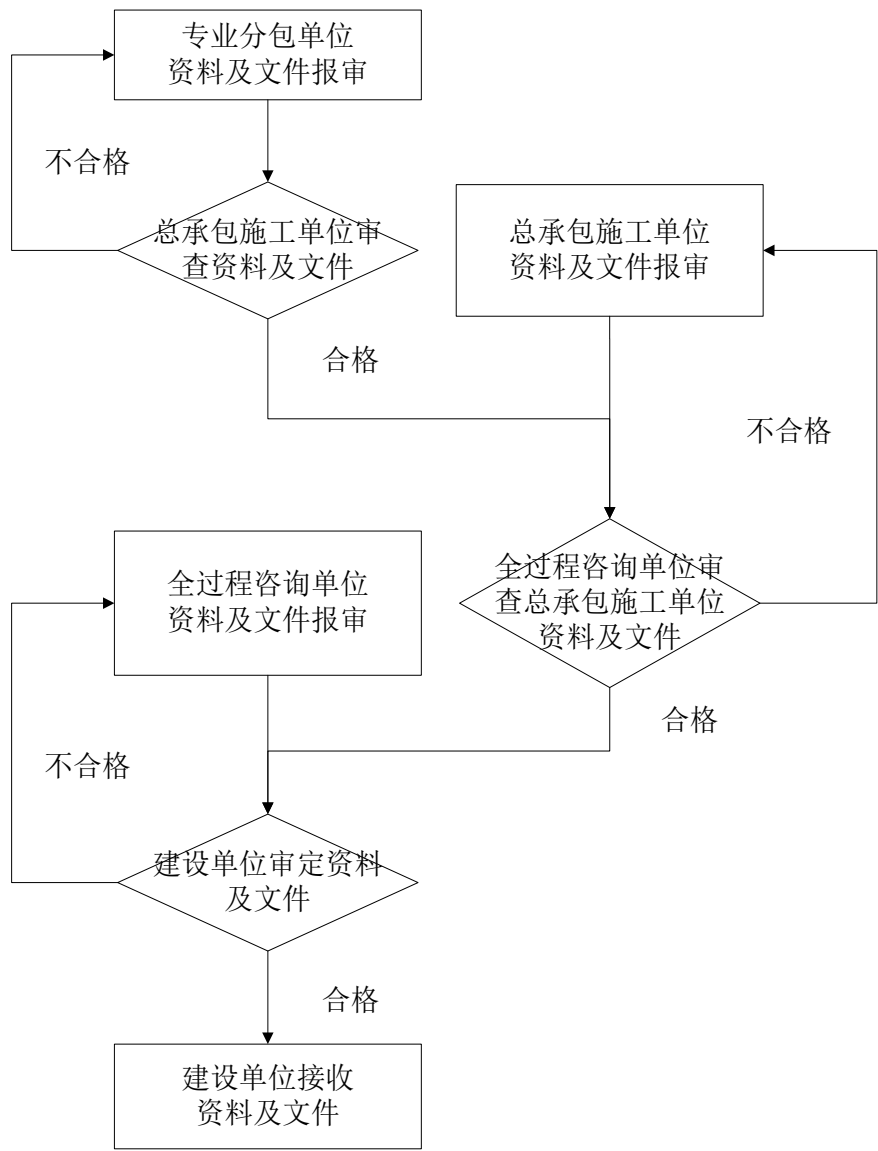 专业分包单位
资料及文件报审
不合格
总承包施工单位审
查资料及文件
总承包施工单位
资料及文件报审
合格
不合格
全过程咨询单位
资料及文件报审
全过程咨询单位审
查总承包施工单位
资料及文件
合格
不合格
建设单位审定资料
及文件
合格
建设单位接收
资料及文件